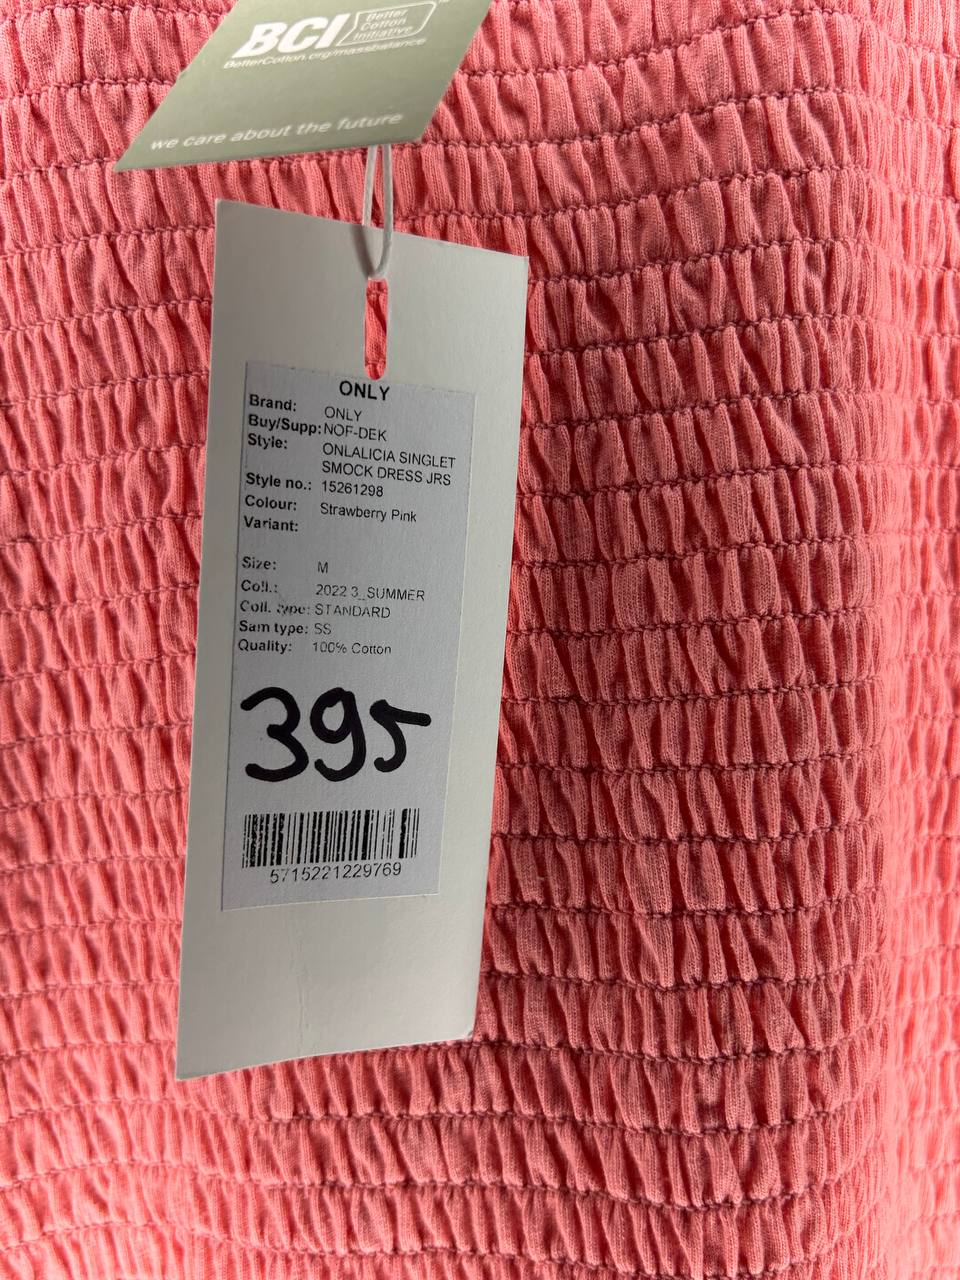 BCI Better Cotton Initiative
BetterCotton.org/massbalance
we care about the future
ONLY
Brand: ONLY
Buy/Supp: NOF-DEK
Style: ONLALICIA SINGLET
SMOCK DRESS JRS
Style no.: 15261298
Colour: Strawberry Pink
Variant:
Size: M
Coll.: 2022 3_SUMMER
Coll. type: STANDARD
Sam type: SS
Quality: 100% Cotton
395
5715221229769